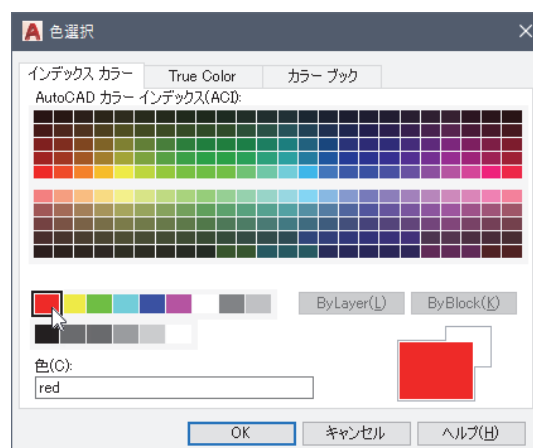 色選択
インデックス カラー
True Color
カラー ブック
AutoCAD カラー インデックス(ACI):
ByLayer(L)
ByBlock(K)
色(C):
red
OK
キャンセル
ヘルプ(H)